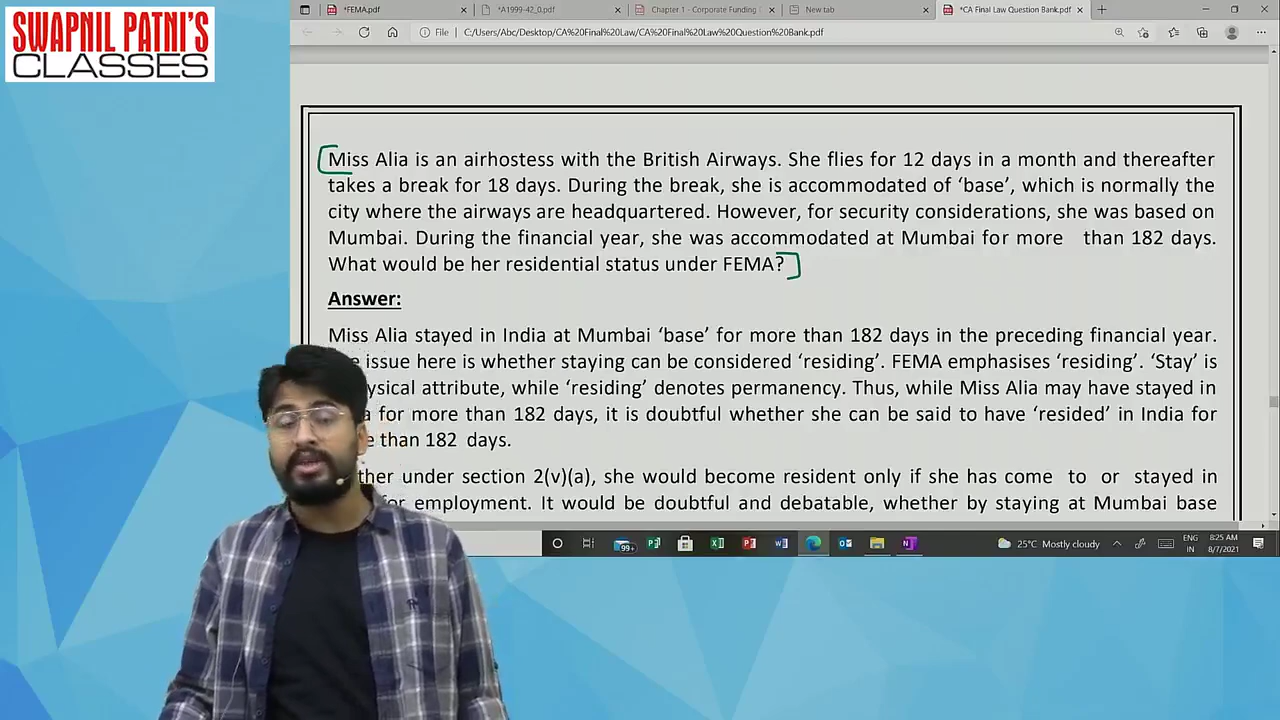 SWAPNIL PATNI'S
CLASSES
*FEMA.pdf
*A1999-42_0.pdf
Chapter 1 - Corporate Funding
New tab
*CA Final Law Question Bank.pdf
File
C:/Users/Abc/Desktop/CA%20Final%20Law/CA%20Final%20Law%20Question%20Bank.pdf
Miss Alia is an airhostess with the British Airways. She flies for 12 days in a month and thereafter
takes a break for 18 days. During the break, she is accommodated of ‘base’, which is normally the
city where the airways are headquartered. However, for security considerations, she was based on
Mumbai. During the financial year, she was accommodated at Mumbai for more than 182 days.
What would be her residential status under FEMA?
Answer:
Miss Alia stayed in India at Mumbai ‘base’ for more than 182 days in the preceding financial year.
issue here is whether staying can be considered ‘residing’. FEMA emphasises ‘residing’. ‘Stay’ is
physical attribute, while ‘residing’ denotes permanency. Thus, while Miss Alia may have stayed in
for more than 182 days, it is doubtful whether she can be said to have ‘resided’ in India for
than 182 days.
under section 2(v)(a), she would become resident only if she has come to or stayed in
for employment. It would be doubtful and debatable, whether by staying at Mumbai base
99+
25°C Mostly cloudy
ENG
IN
8:25 AM
8/7/2021